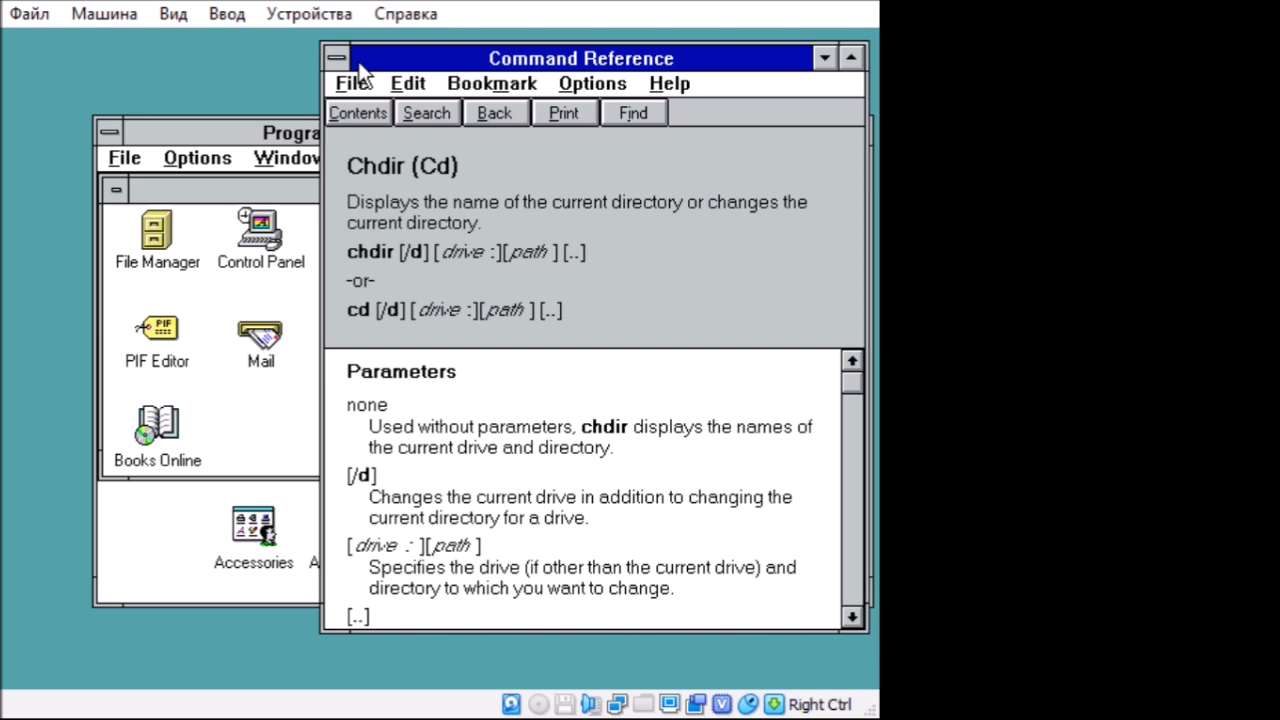 Файл Машина Вид Ввод Устройства Справка
Command Reference
File Edit Bookmark Options Help
Contents Search Back Print Find
Progra
File Options Window
Chdir (Cd)
Displays the name of the current directory or changes the
current directory.
chdir [/d] [drive :][path ] [..]
-or-
cd [/d] [drive :][path ] [..]
File Manager Control Panel
PIF Editor Mail
Books Online
Accessories A
Parameters
none
Used without parameters, chdir displays the names of
the current drive and directory.
[/d]
Changes the current drive in addition to changing the
current directory for a drive.
[drive : ][path ]
Specifies the drive (if other than the current drive) and
directory to which you want to change.
[..]
Right Ctrl